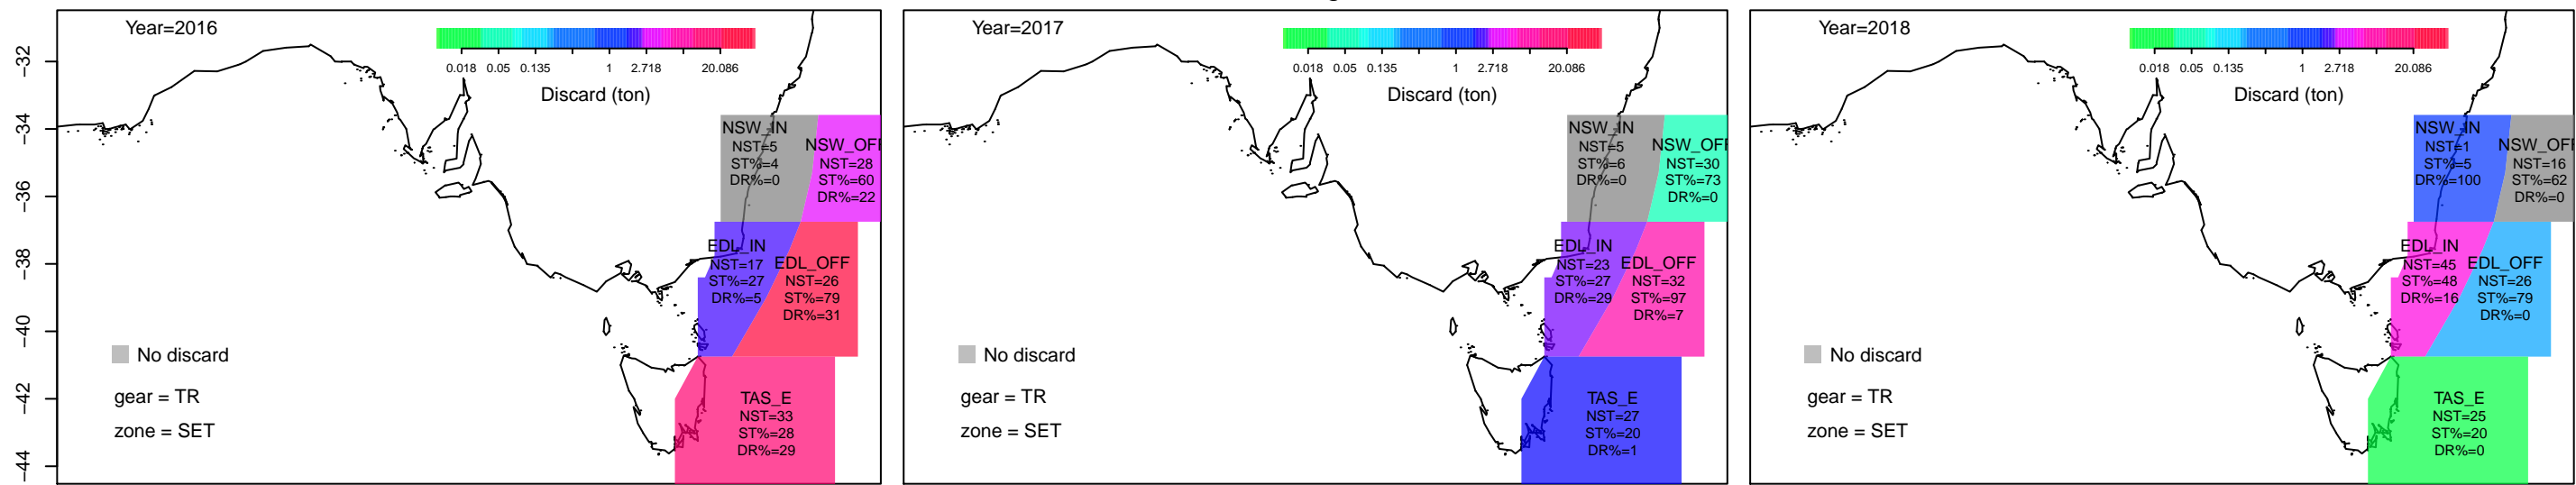 Year=2016
0.018 0.05 0.135 1 2.718 20.086
Discard (ton)
−32
−34
−36
−38
−40
−42
−44
NSW_IN
NST=5
ST%=4
DR%=0
NSW_OFF
NST=28
ST%=60
DR%=22
EDL_IN
NST=17
ST%=27
DR%=5
EDL_OFF
NST=26
ST%=79
DR%=31
No discard
gear = TR
zone = SET
TAS_E
NST=33
ST%=28
DR%=29
Year=2017
0.018 0.05 0.135 1 2.718 20.086
Discard (ton)
NSW_IN
NST=5
ST%=6
DR%=0
NSW_OFF
NST=30
ST%=73
DR%=0
EDL_IN
NST=23
ST%=27
DR%=29
EDL_OFF
NST=32
ST%=97
DR%=7
No discard
gear = TR
zone = SET
TAS_E
NST=27
ST%=20
DR%=1
Year=2018
0.018 0.05 0.135 1 2.718 20.086
Discard (ton)
NSW_IN
NST=1
ST%=5
DR%=100
NSW_OFF
NST=16
ST%=62
DR%=0
EDL_IN
NST=45
ST%=48
DR%=16
EDL_OFF
NST=26
ST%=79
DR%=0
No discard
gear = TR
zone = SET
TAS_E
NST=25
ST%=20
DR%=0